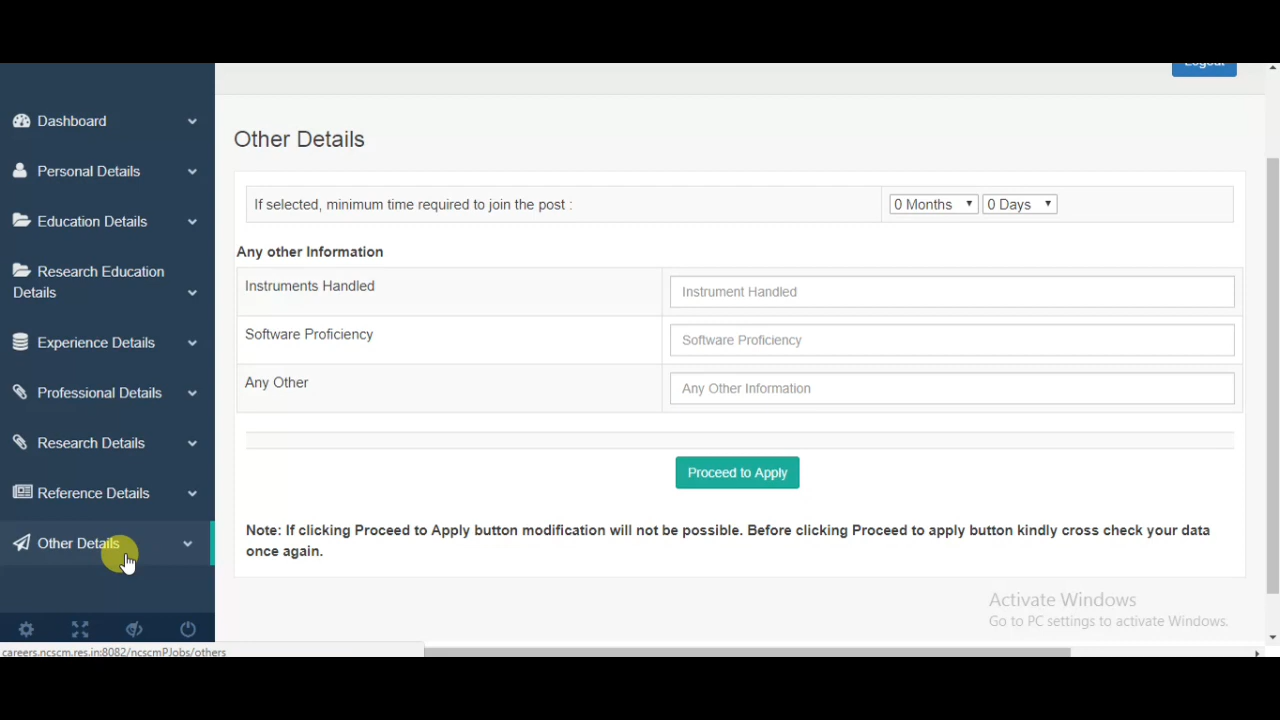 Logout
Dashboard
Personal Details
Education Details
Research Education
Details
Experience Details
Professional Details
Research Details
Reference Details
Other Details
Other Details
If selected, minimum time required to join the post :
0 Months 0 Days
Any other Information
Instruments Handled Instrument Handled
Software Proficiency Software Proficiency
Any Other Any Other Information
Proceed to Apply
Note: If clicking Proceed to Apply button modification will not be possible. Before clicking Proceed to apply button kindly cross check your data
once again.
Activate Windows
Go to PC settings to activate Windows.
careers.ncscm.res.in:8082/ncscmPJobs/others